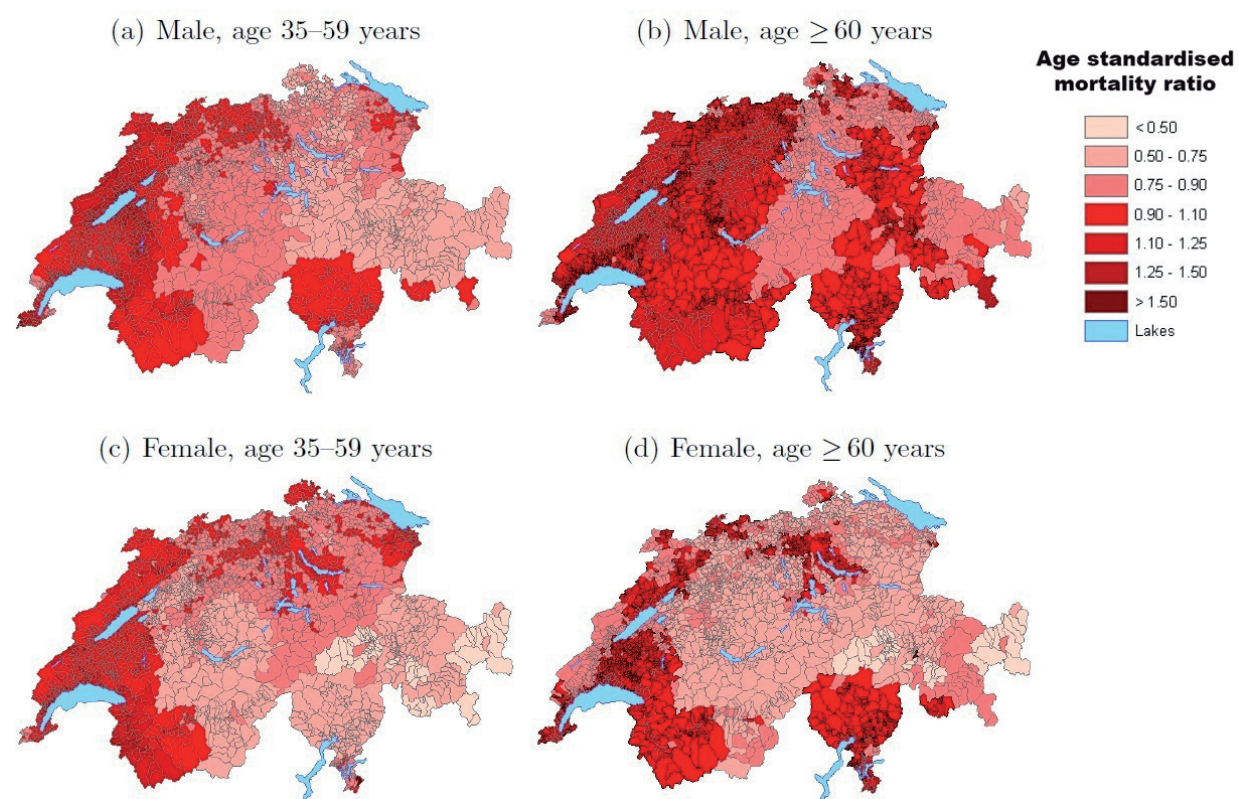 (a) Male, age 35–59 years
(b) Male, age ≥ 60 years
Age standardised
mortality ratio
< 0.50
0.50 - 0.75
0.75 - 0.90
0.90 - 1.10
1.10 - 1.25
1.25 - 1.50
> 1.50
Lakes
(c) Female, age 35–59 years
(d) Female, age ≥ 60 years